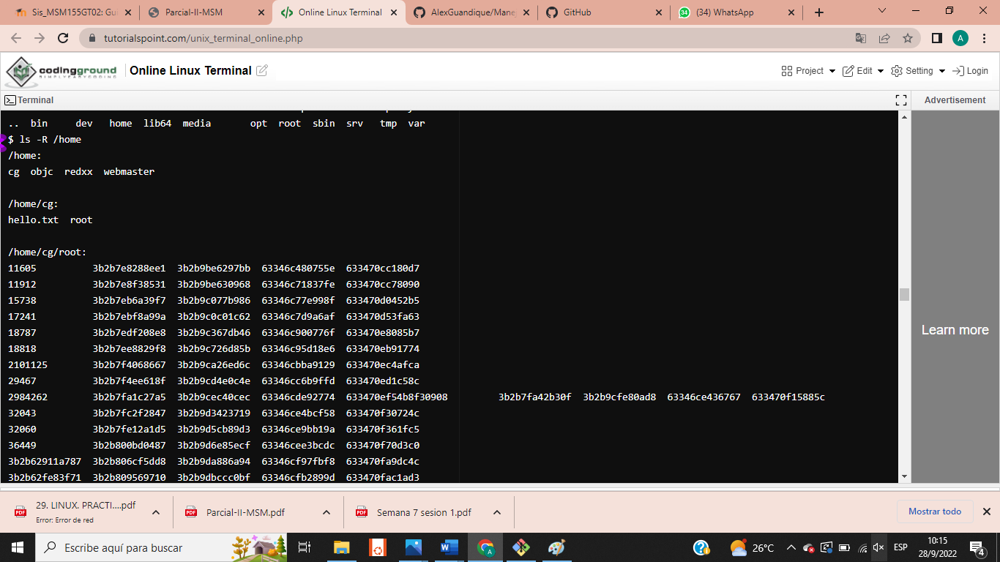 Sis_MSM155GT02: Gui
Parcial-II-MSM
Online Linux Terminal
AlexGuandique/Mane
GitHub
(34) WhatsApp
tutorialspoint.com/unix_terminal_online.php
A
codingground
SIMPLYEASYCODING
Online Linux Terminal
Project
Edit
Setting
Login
Terminal
Advertisement
.. bin dev home lib64 media opt root sbin srv tmp var
$ ls -R /home
/home:
cg objc redxx webmaster
/home/cg:
hello.txt root
/home/cg/root:
11605 3b2b7e8288ee1 3b2b9be6297bb 63346c480755e 633470cc180d7
11912 3b2b7e8f38531 3b2b9be630968 63346c71837fe 633470cc78090
15738 3b2b7eb6a39f7 3b2b9c077b986 63346c77e998f 633470d0452b5
17241 3b2b7ebf8a99a 3b2b9c0c01c62 63346c7d9a6af 633470d53fa63
18787 3b2b7edf208e8 3b2b9c367db46 63346c900776f 633470e8085b7
18818 3b2b7ee8829f8 3b2b9c726d85b 63346c95d18e6 633470eb91774
2101125 3b2b7f4068667 3b2b9ca26ed6c 63346cbba9129 633470ec4afca
29467 3b2b7f4ee618f 3b2b9cd4e0c4e 63346cc6b9ffd 633470ed1c58c
2984262 3b2b7fa1c27a5 3b2b9cec40cec 63346cde92774 633470ef54b8f30908 3b2b7fa42b30f 3b2b9cfe80ad8 63346ce436767 633470f15885c
32043 3b2b7fc2f2847 3b2b9d3423719 63346ce4bcf58 633470f30724c
32060 3b2b7fe12a1d5 3b2b9d5cb89d3 63346ce9bb19a 633470f361fc5
36449 3b2b800bd0487 3b2b9d6e85ecf 63346cee3bcdc 633470f70d3c0
3b2b62911a787 3b2b806cf5dd8 3b2b9da886a94 63346cf97fbf8 633470fa9dc4c
3b2b62fe83f71 3b2b809569710 3b2b9dbccc0bf 63346cfb2899d 633470fac1ad3
Learn more
29. LINUX. PRACTI....pdf
Error: Error de red
Parcial-II-MSM.pdf
Semana 7 sesion 1.pdf
Mostrar todo
Escribe aquí para buscar
26°C
ESP
10:15
28/9/2022
4